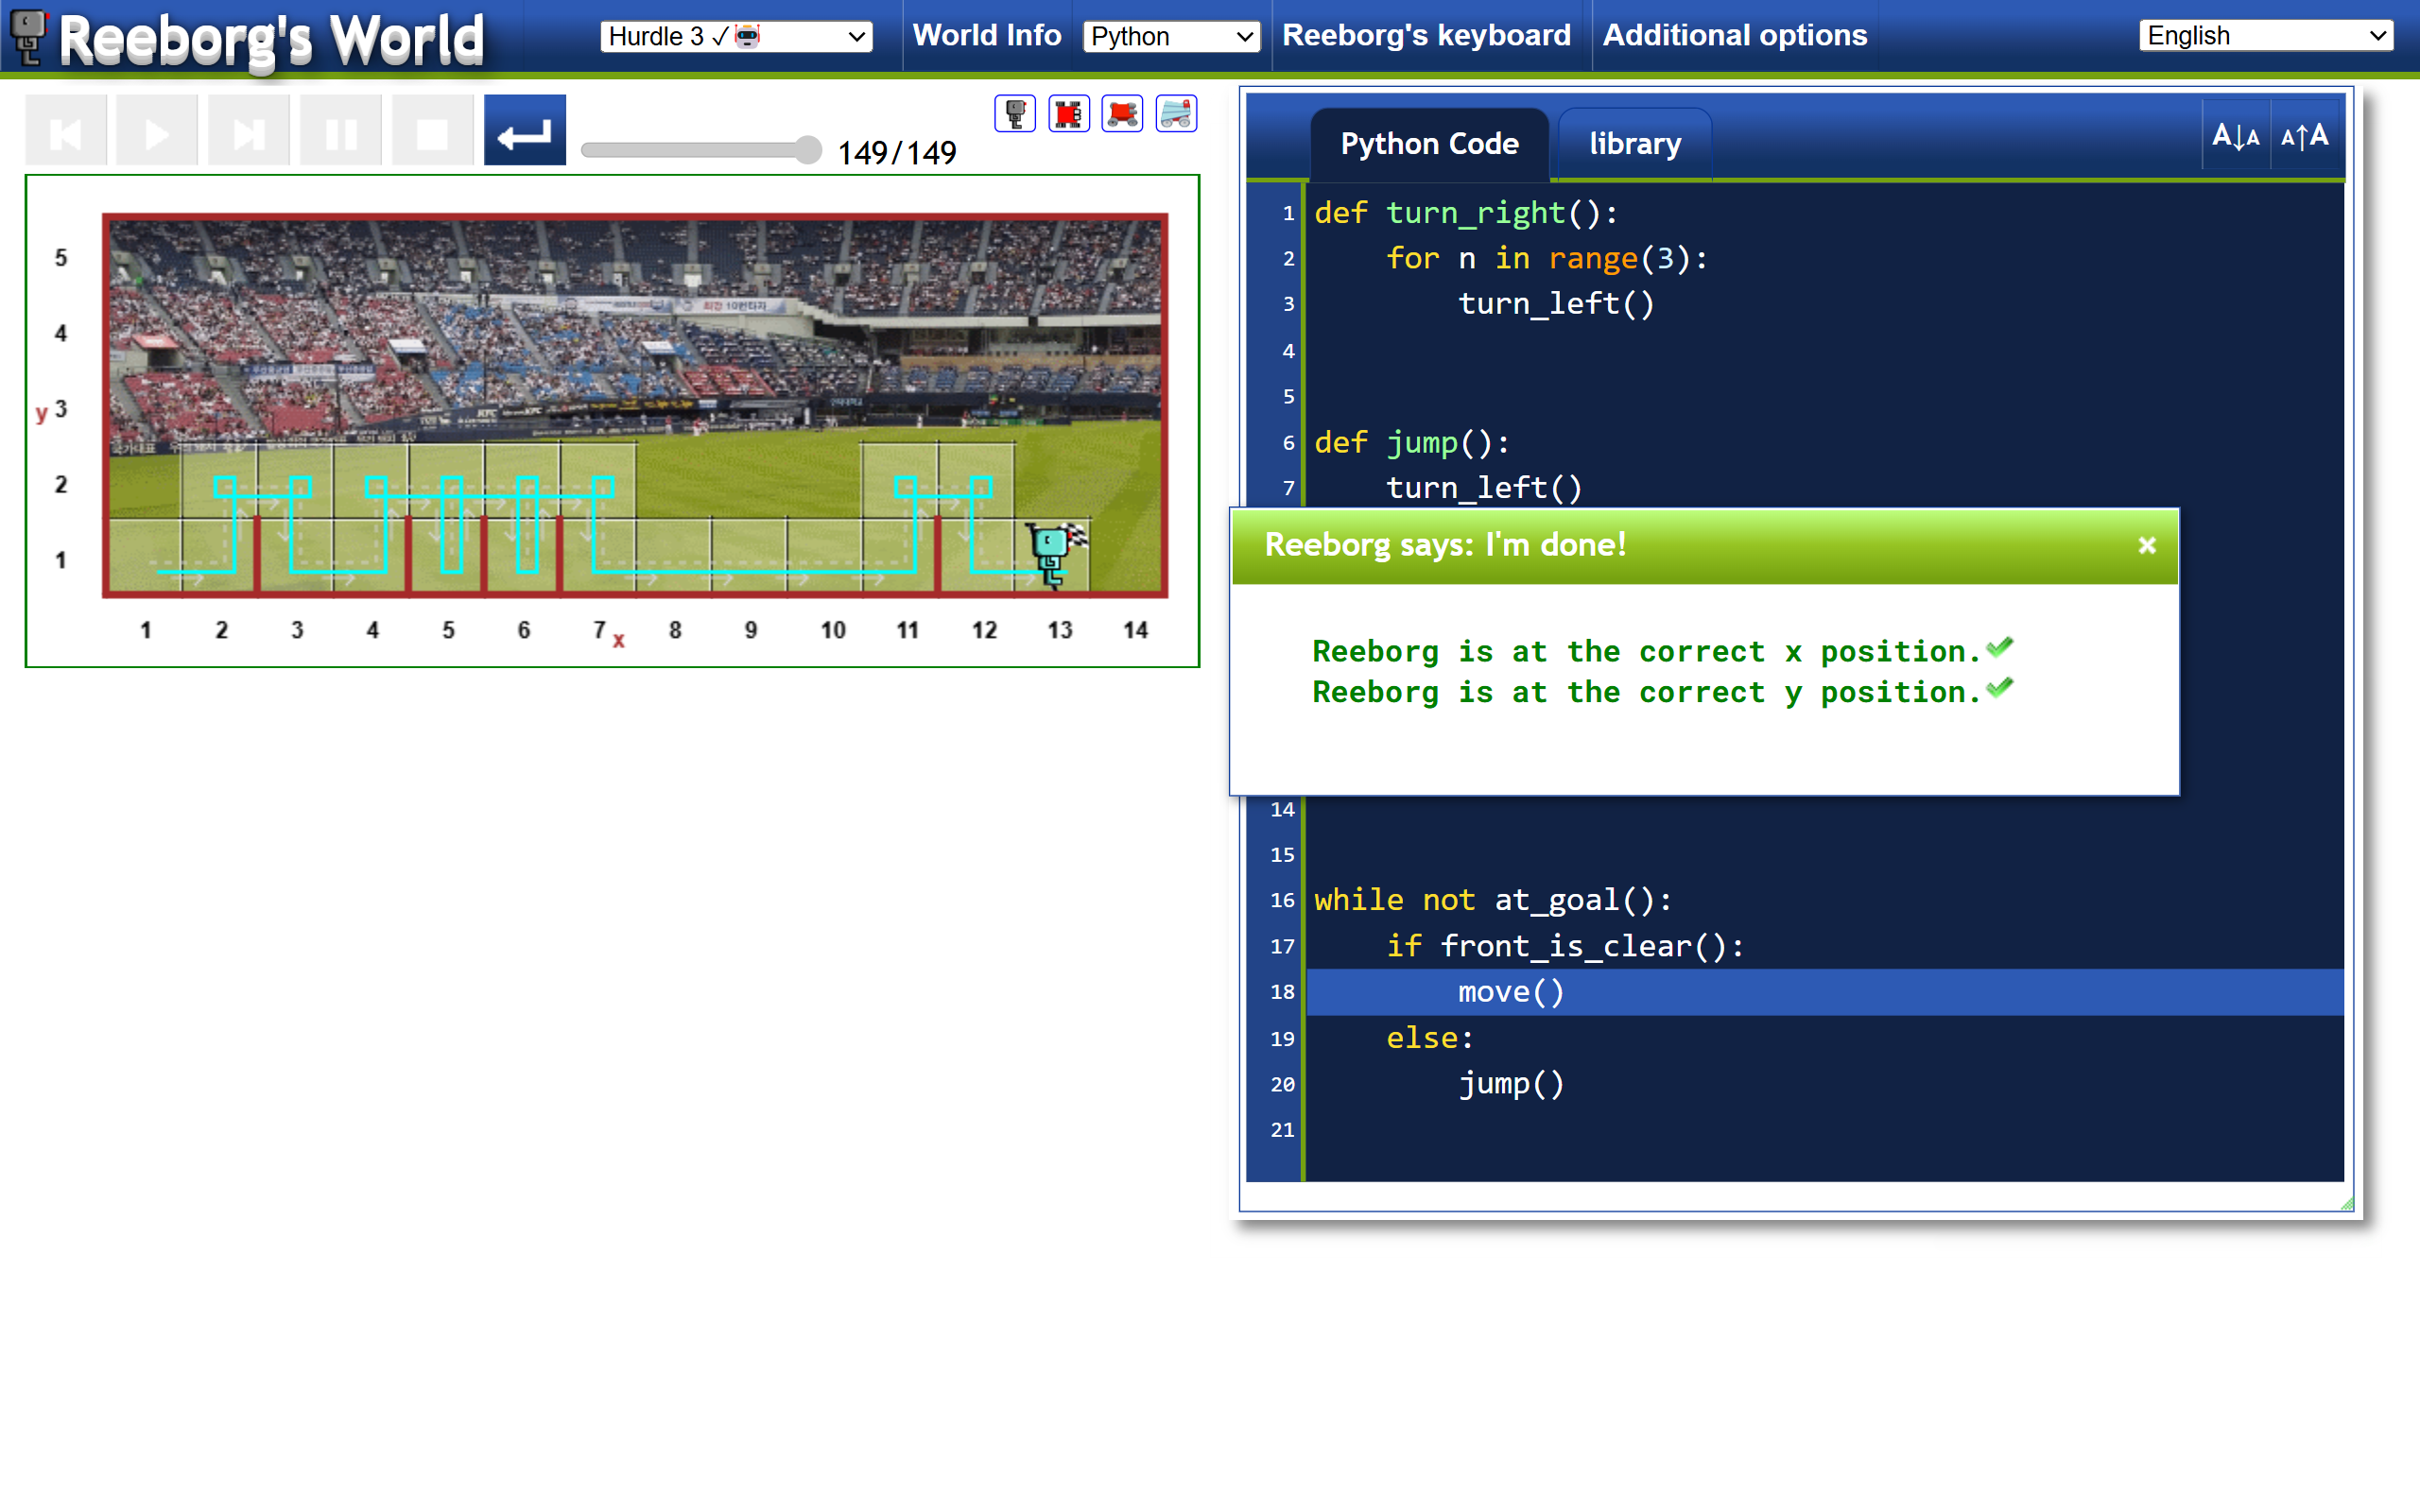 Reeborg's World
Hurdle 3 ✓
World Info
Python
Reeborg's keyboard
Additional options
English
149/149
Python Code
library
A↓A
A↑A
5
4
y 3
2
1
1 2 3 4 5 6 7 x 8 9 10 11 12 13 14
KFC
1 def turn_right():
2     for n in range(3):
3         turn_left()
4
5
6 def jump():
7     turn_left()
Reeborg says: I'm done!
×
Reeborg is at the correct x position.
Reeborg is at the correct y position.
14
15
16 while not at_goal():
17     if front_is_clear():
18         move()
19     else:
20         jump()
21